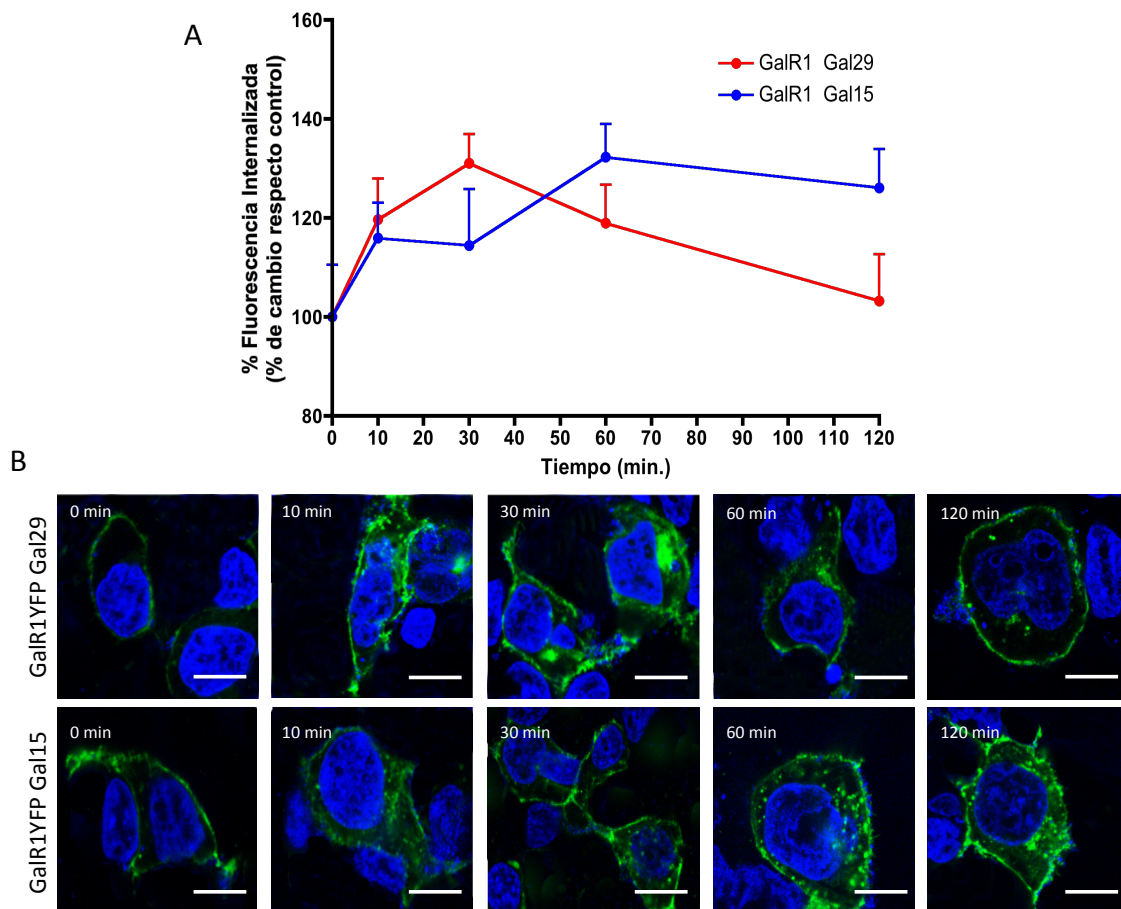 A
% Fluorescencia Internalizada
(% de cambio respecto control)
160
140
120
100
80
GalR1 Gal29
GalR1 Gal15
0 10 20 30 40 50 60 70 80 90 100 110 120
Tiempo (min.)
B
GalR1YFP Gal29
0 min
10 min
30 min
60 min
120 min
GalR1YFP Gal15
0 min
10 min
30 min
60 min
120 min